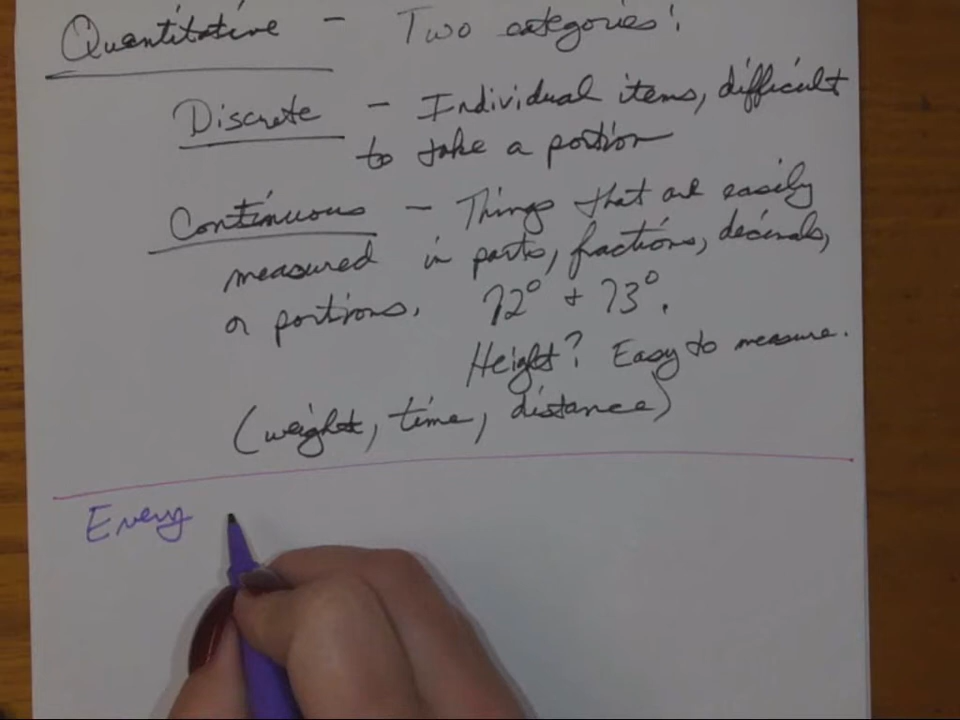 Quantitative - Two categories:
Discrete - Individual items, difficult
to take a portion
Continuous - Things that are easily
measured in parts, fractions, decimals,
or portions. 72° + 73°.
Height? Easy to measure.
(weight, time, distance)
Every